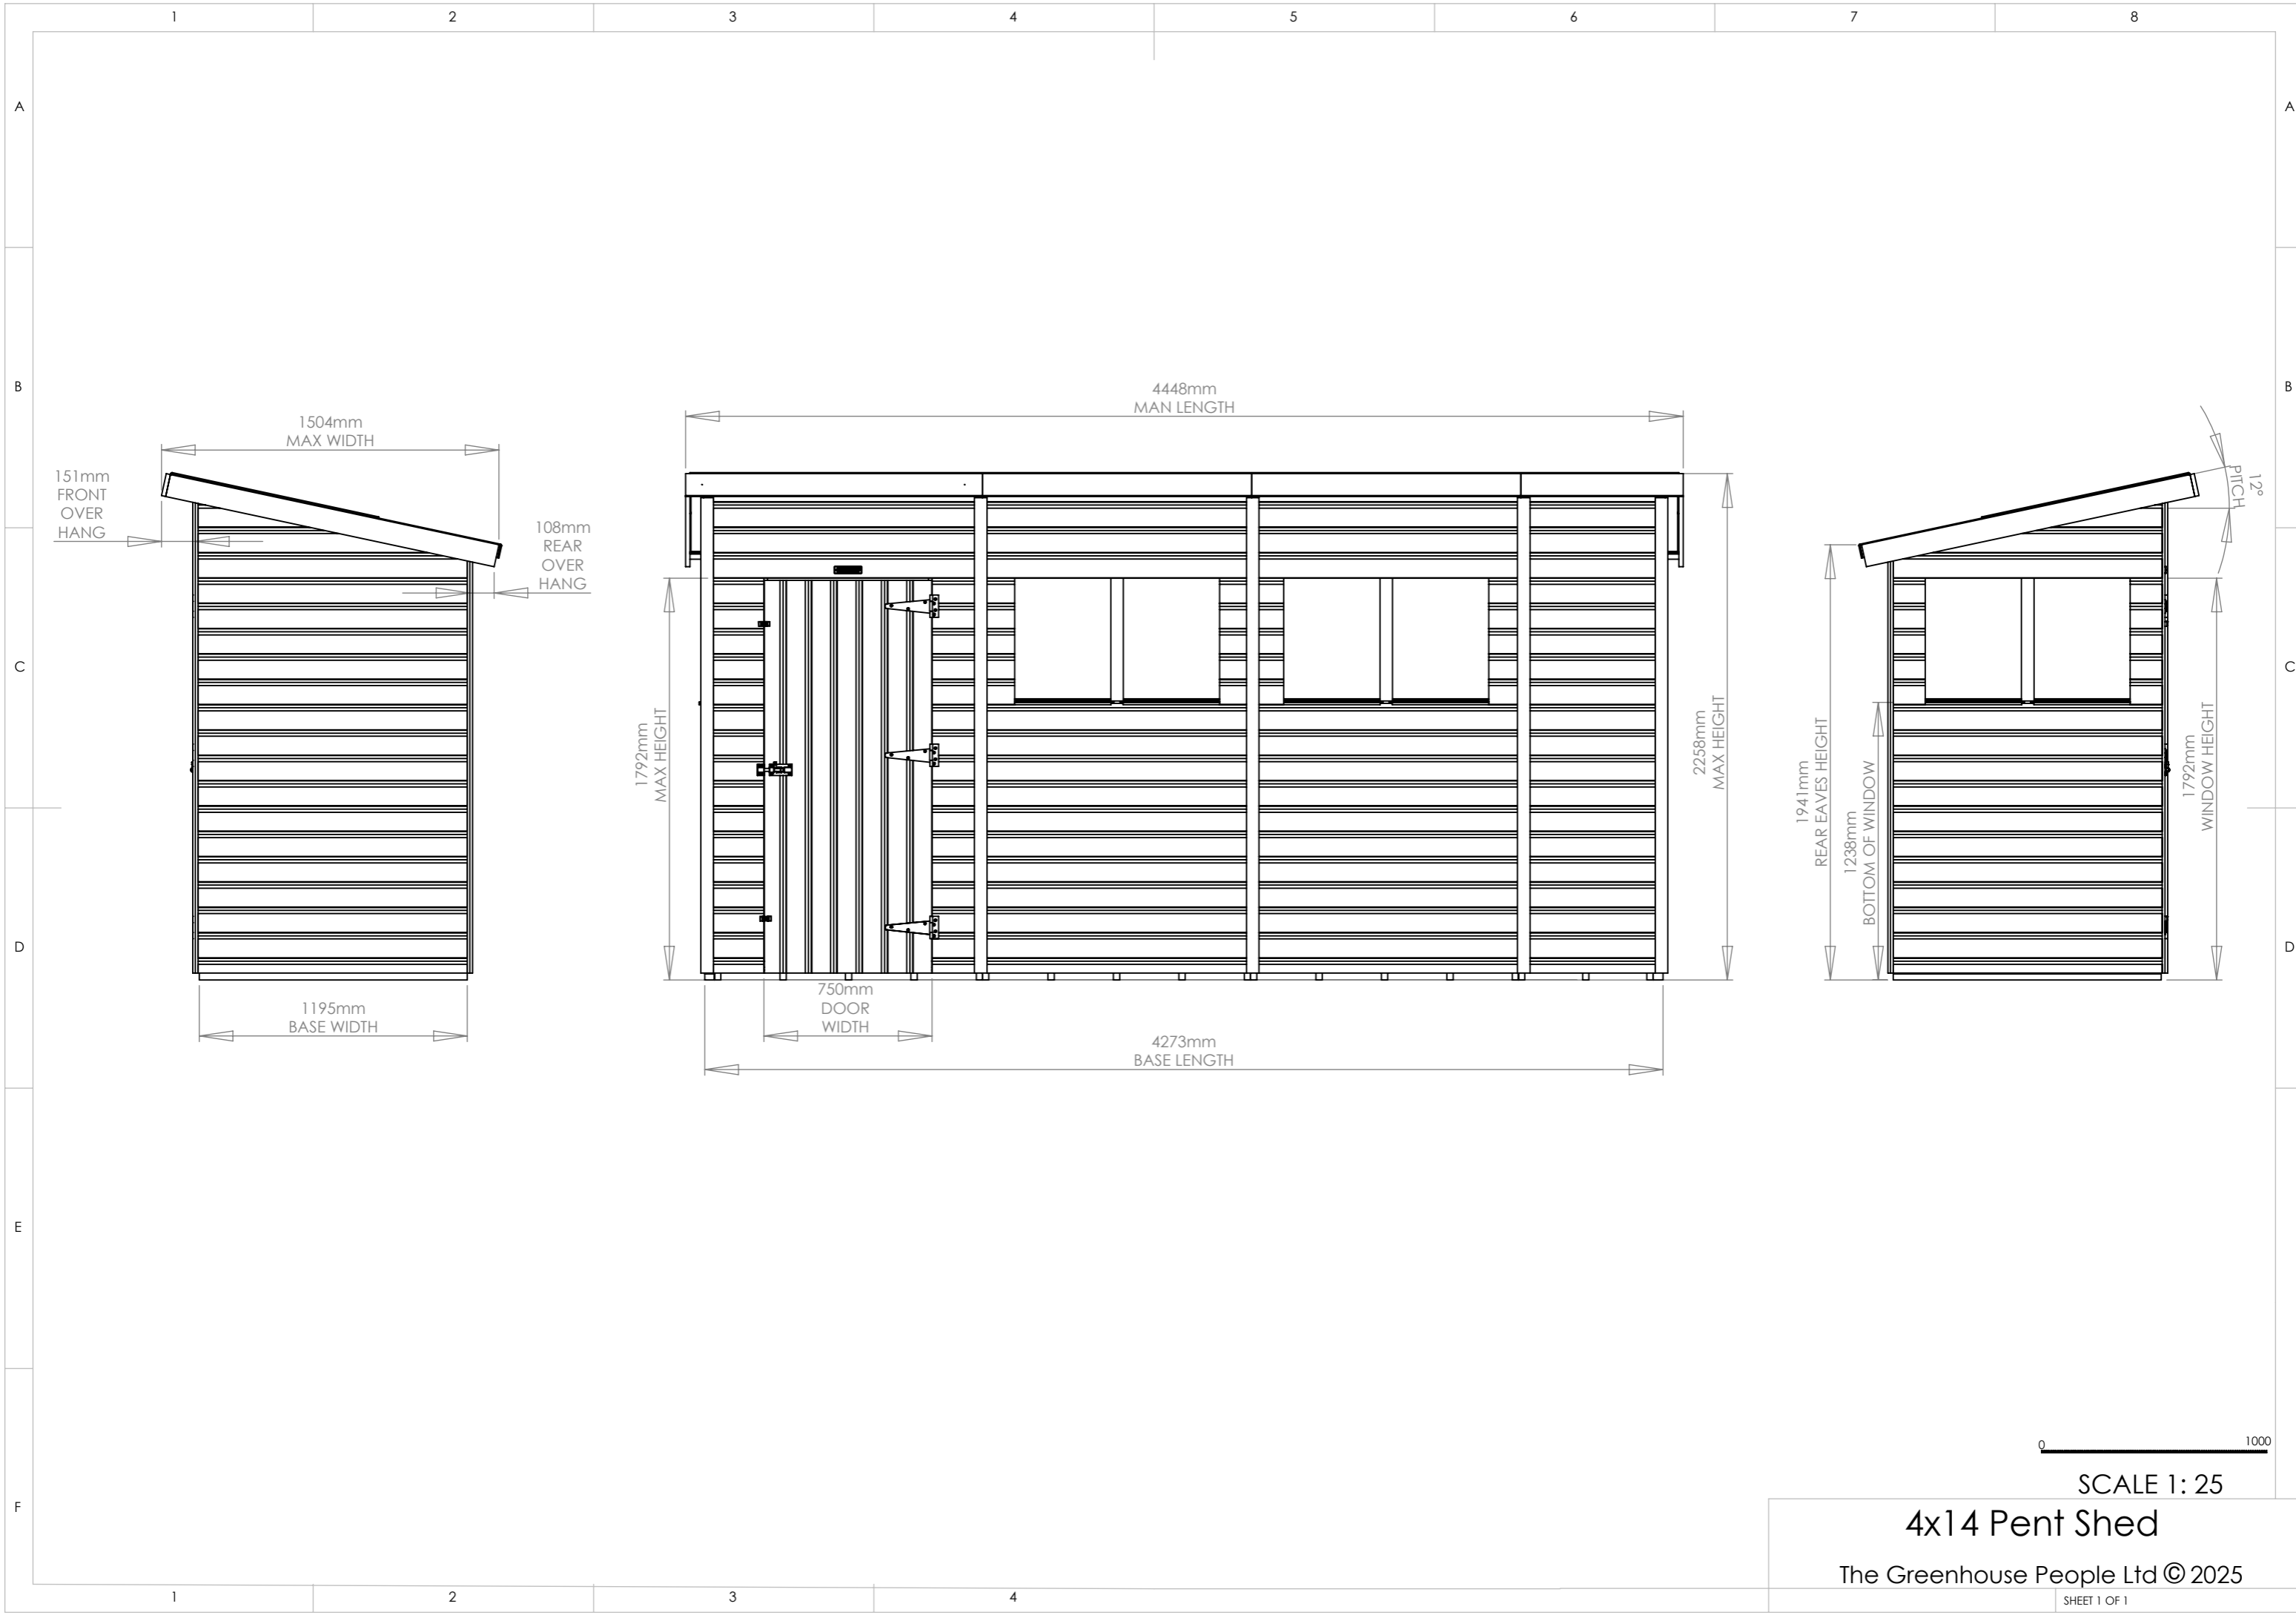 1 2 3 4 5 6 7 8
A A
B B
C C
D D
E
F
1504mm
MAX WIDTH
151mm
FRONT
OVER
HANG
108mm
REAR
OVER
HANG
1195mm
BASE WIDTH
4448mm
MAN LENGTH
1792mm
MAX HEIGHT
750mm
DOOR
WIDTH
4273mm
BASE LENGTH
2258mm
MAX HEIGHT
1941mm
REAR EAVES HEIGHT
1238mm
BOTTOM OF WINDOW
1792mm
WINDOW HEIGHT
12°
PITCH
0 1000
SCALE 1: 25
4x14 Pent Shed
The Greenhouse People Ltd © 2025
SHEET 1 OF 1
1 2 3 4